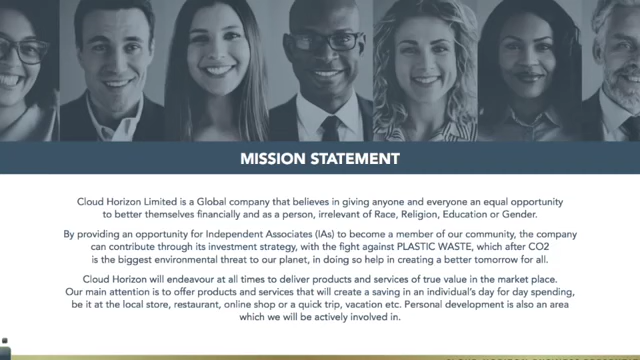 MISSION STATEMENT
Cloud Horizon Limited is a Global company that believes in giving anyone and everyone an equal opportunity
to better themselves financially and as a person, irrelevant of Race, Religion, Education or Gender.
By providing an opportunity for Independent Associates (IAs) to become a member of our community, the company
can contribute through its investment strategy, with the fight against PLASTIC WASTE, which after CO2
is the biggest environmental threat to our planet, in doing so help in creating a better tomorrow for all.
Cloud Horizon will endeavour at all times to deliver products and services of true value in the market place.
Our main attention is to offer products and services that will create a saving in an individual's day for day spending,
be it at the local store, restaurant, online shop or a quick trip, vacation etc. Personal development is also an area
which we will be actively involved in.